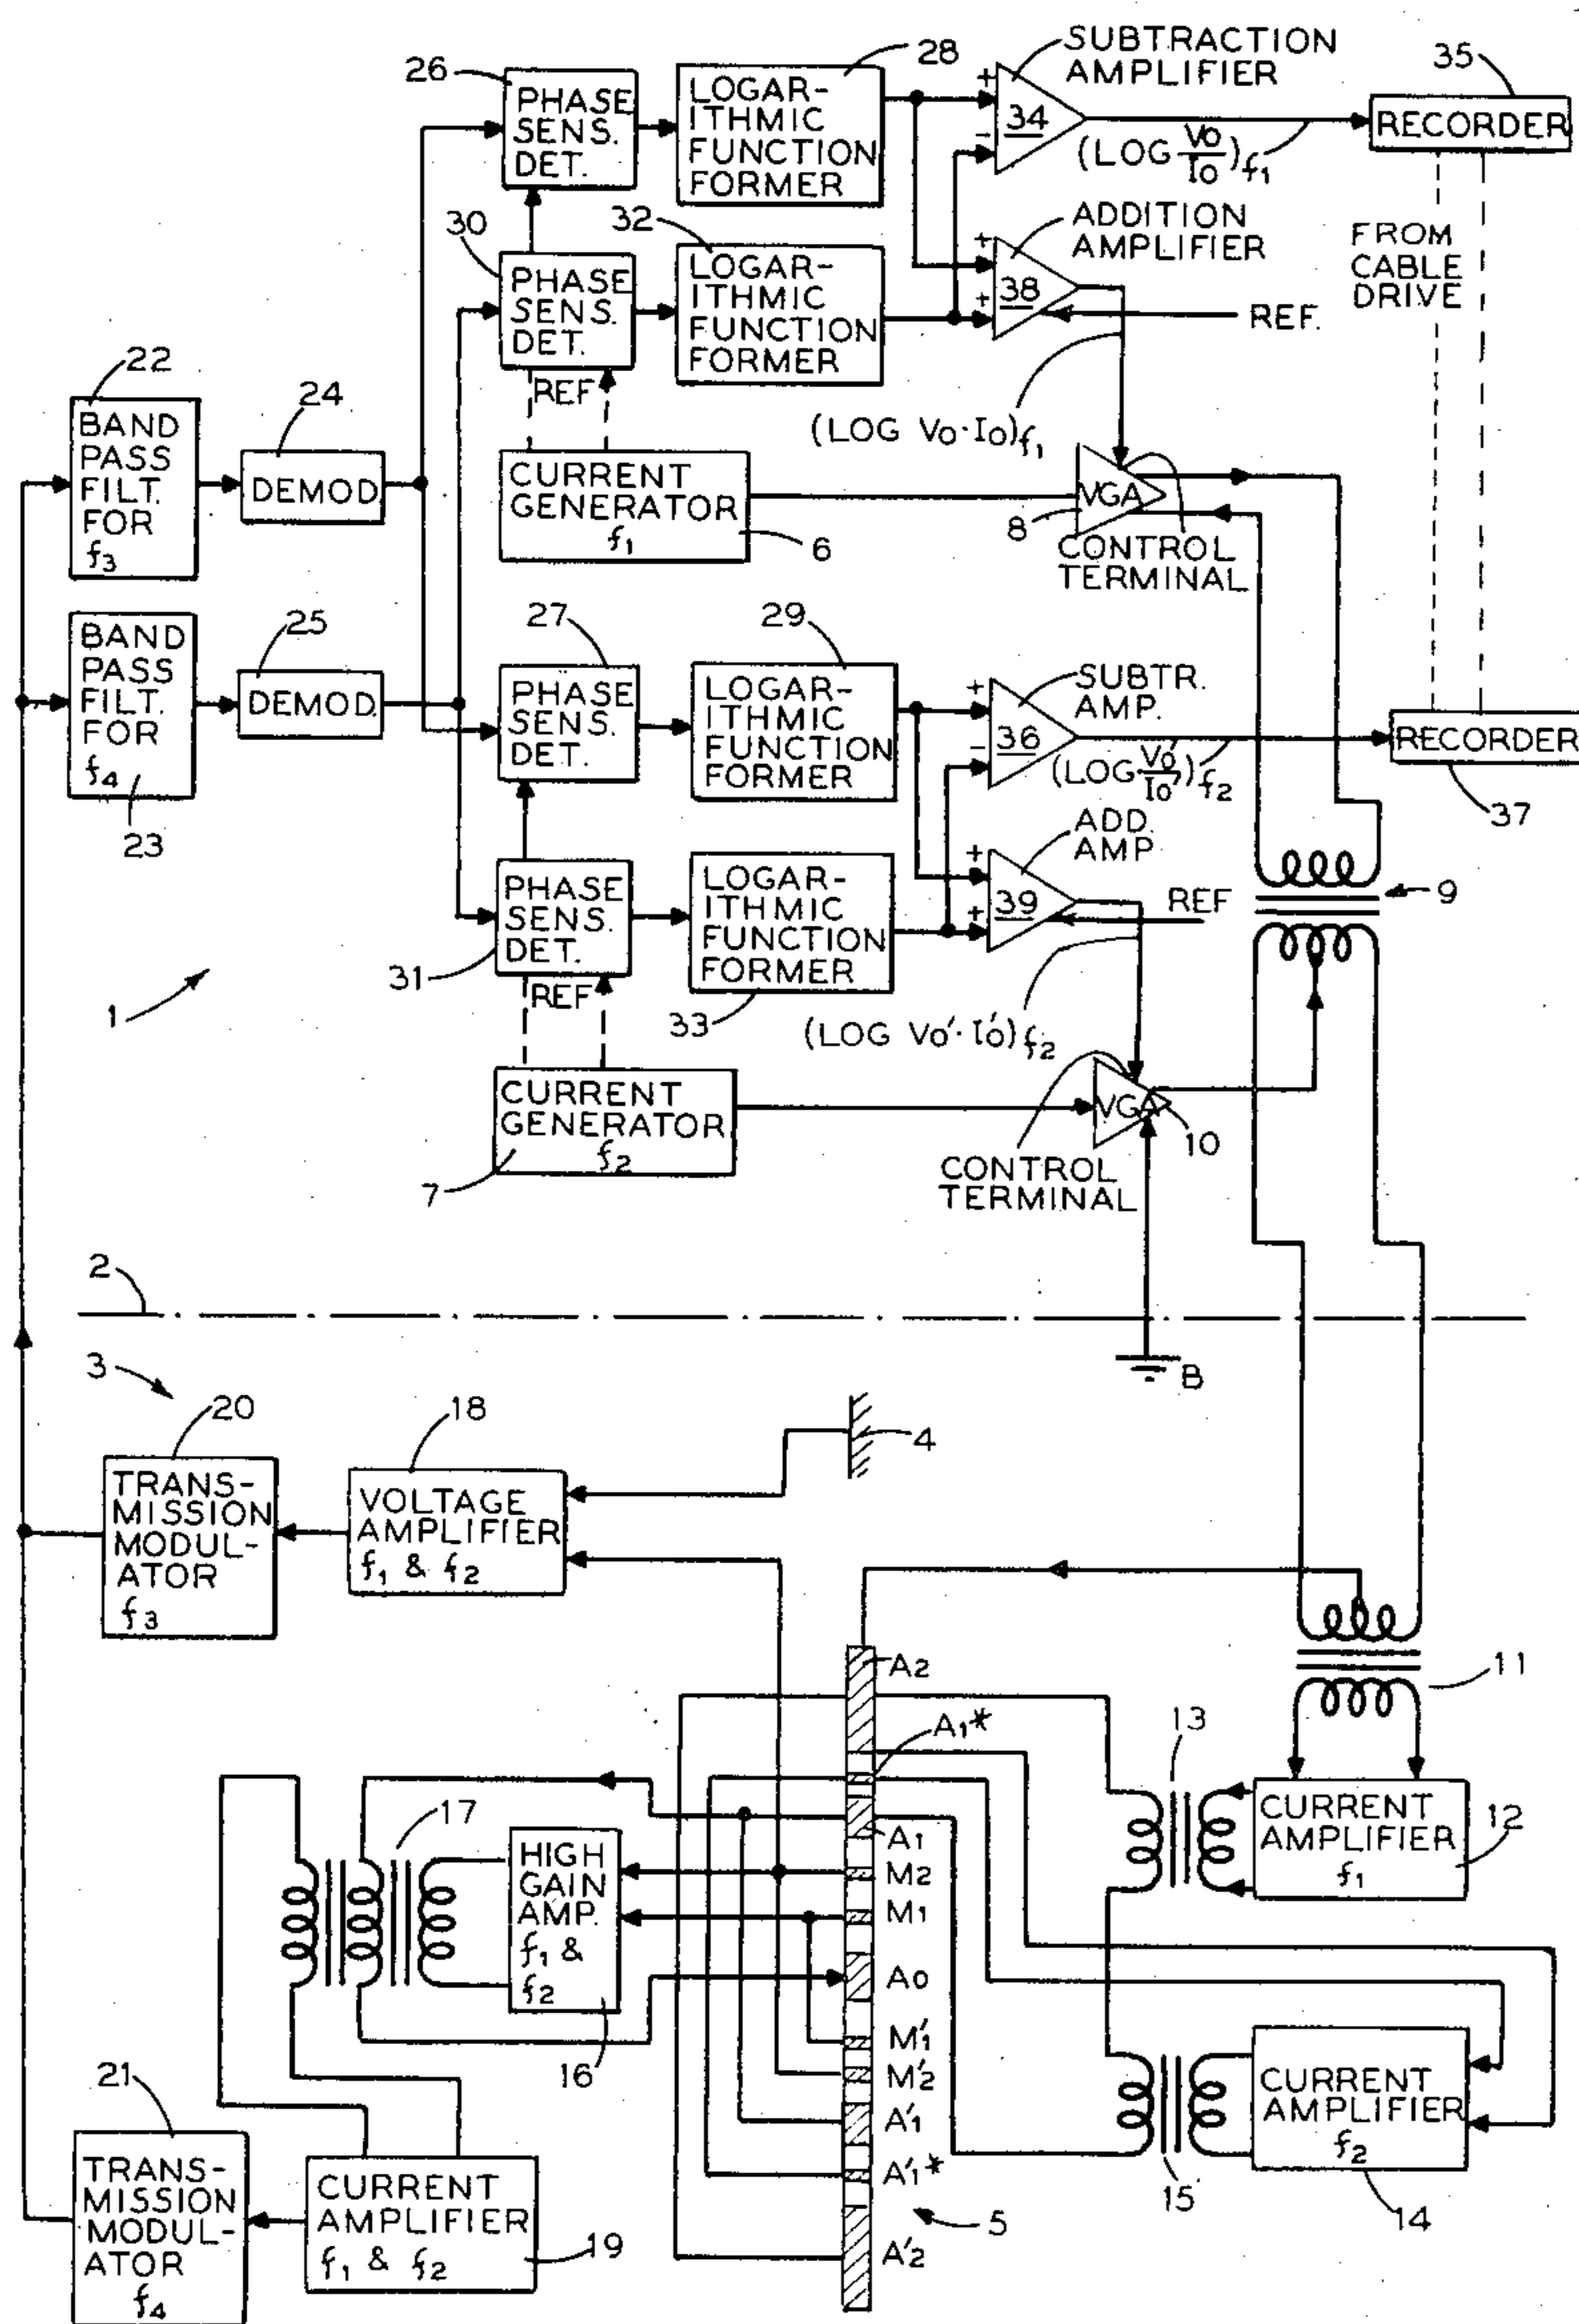 SUBTRACTION
AMPLIFIER
28
35
26
PHASE
SENS.
DET.
LOGAR-
ITHMIC
FUNCTION
FORMER
+
-
34
(LOG Vo/Io)f1
RECORDER
30
32
ADDITION
AMPLIFIER
PHASE
SENS.
DET.
LOGAR-
ITHMIC
FUNCTION
FORMER
+
+
38
REF.
FROM
CABLE
DRIVE
22
24
REF
BAND
PASS
FILT.
FOR
f3
DEMOD.
(LOG Vo·Io)f1
CURRENT
GENERATOR
f1
6
VGA
8
CONTROL
TERMINAL
BAND
PASS
FILT.
FOR
f4
25
DEMOD.
23
27
29
PHASE
SENS.
DET.
LOGAR-
ITHMIC
FUNCTION
FORMER
+
-
36
SUBTR.
AMP.
(LOG Vo'/Io')f2
RECORDER
37
ADD.
AMP
PHASE
SENS.
DET.
31
LOGAR-
ITHMIC
FUNCTION
FORMER
33
+
+
39
REF
9
1
REF
(LOG Vo'·I'o)f2
CURRENT
GENERATOR
f2
7
VGA
10
CONTROL
TERMINAL
2
B
3
20
18
4
TRANS-
MISSION
MODUL-
ATOR
f3
VOLTAGE
AMPLIFIER
f1 & f2
A2
11
A1*
13
17
HIGH
GAIN
AMP.
f1 &
f2
16
A1
M2
M1
Ao
M'1
M'2
A'1
A'1*
A'2
5
CURRENT
AMPLIFIER
f1
12
CURRENT
AMPLIFIER
f2
14
15
21
TRANS-
MISSION
MODUL-
ATOR
f4
CURRENT
AMPLIFIER
f1 & f2
19